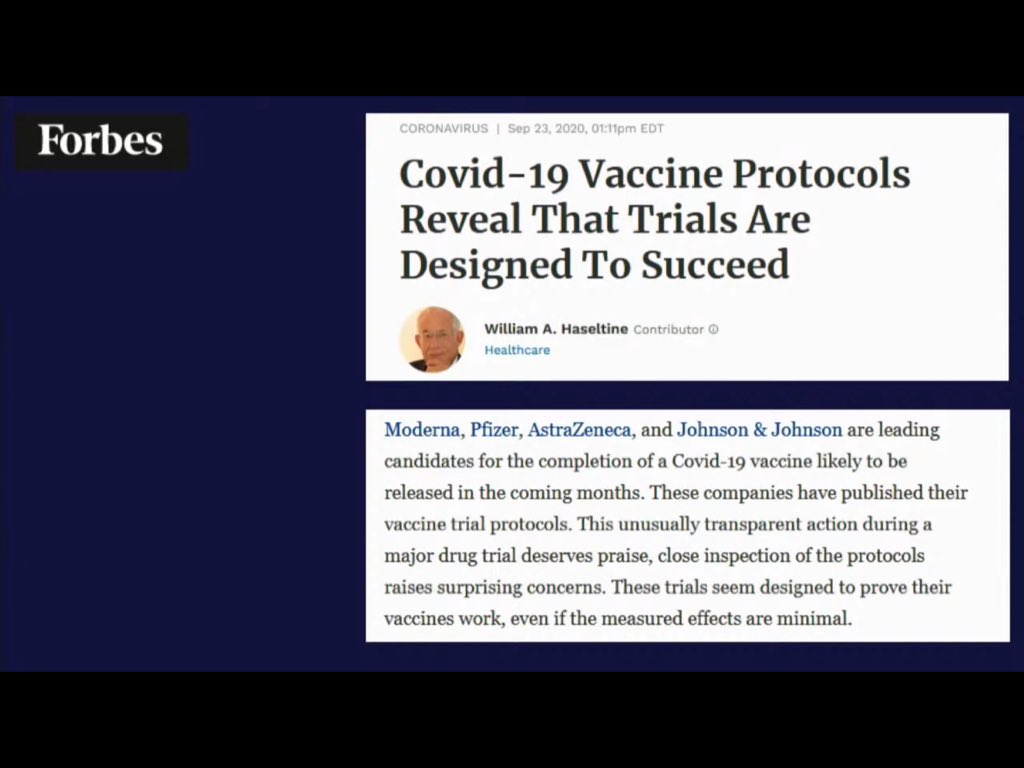 Forbes
CORONAVIRUS | Sep 23, 2020, 01:11pm EDT
Covid-19 Vaccine Protocols
Reveal That Trials Are
Designed To Succeed
William A. Haseltine Contributor
Healthcare
Moderna, Pfizer, AstraZeneca, and Johnson & Johnson are leading
candidates for the completion of a Covid-19 vaccine likely to be
released in the coming months. These companies have published their
vaccine trial protocols. This unusually transparent action during a
major drug trial deserves praise, close inspection of the protocols
raises surprising concerns. These trials seem designed to prove their
vaccines work, even if the measured effects are minimal.